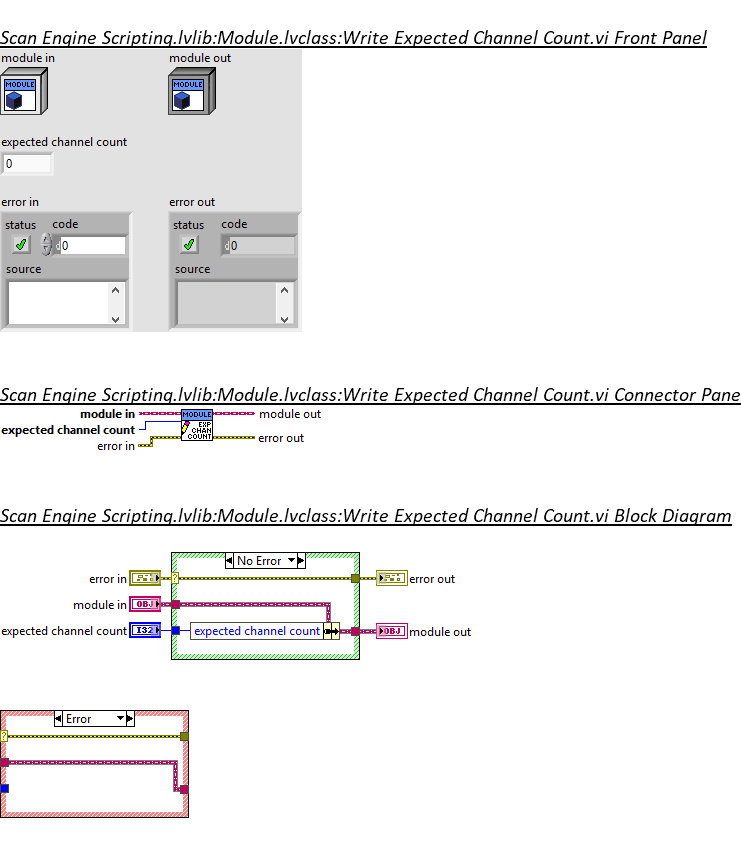 Scan Engine Scripting.lvlib:Module.lvclass:Write Expected Channel Count.vi Front Panel
module in
module out
MODULE
MODULE
expected channel count
0
error in
error out
status code
status code
d 0
d 0
source
source
Scan Engine Scripting.lvlib:Module.lvclass:Write Expected Channel Count.vi Connector Pane
module in
MODULE
module out
expected channel count
EXP
CHAN
COUNT
error in
error out
Scan Engine Scripting.lvlib:Module.lvclass:Write Expected Channel Count.vi Block Diagram
No Error
error in
?
error out
module in
OBJ
expected channel count
I32
expected channel count
OBJ
module out
Error
?